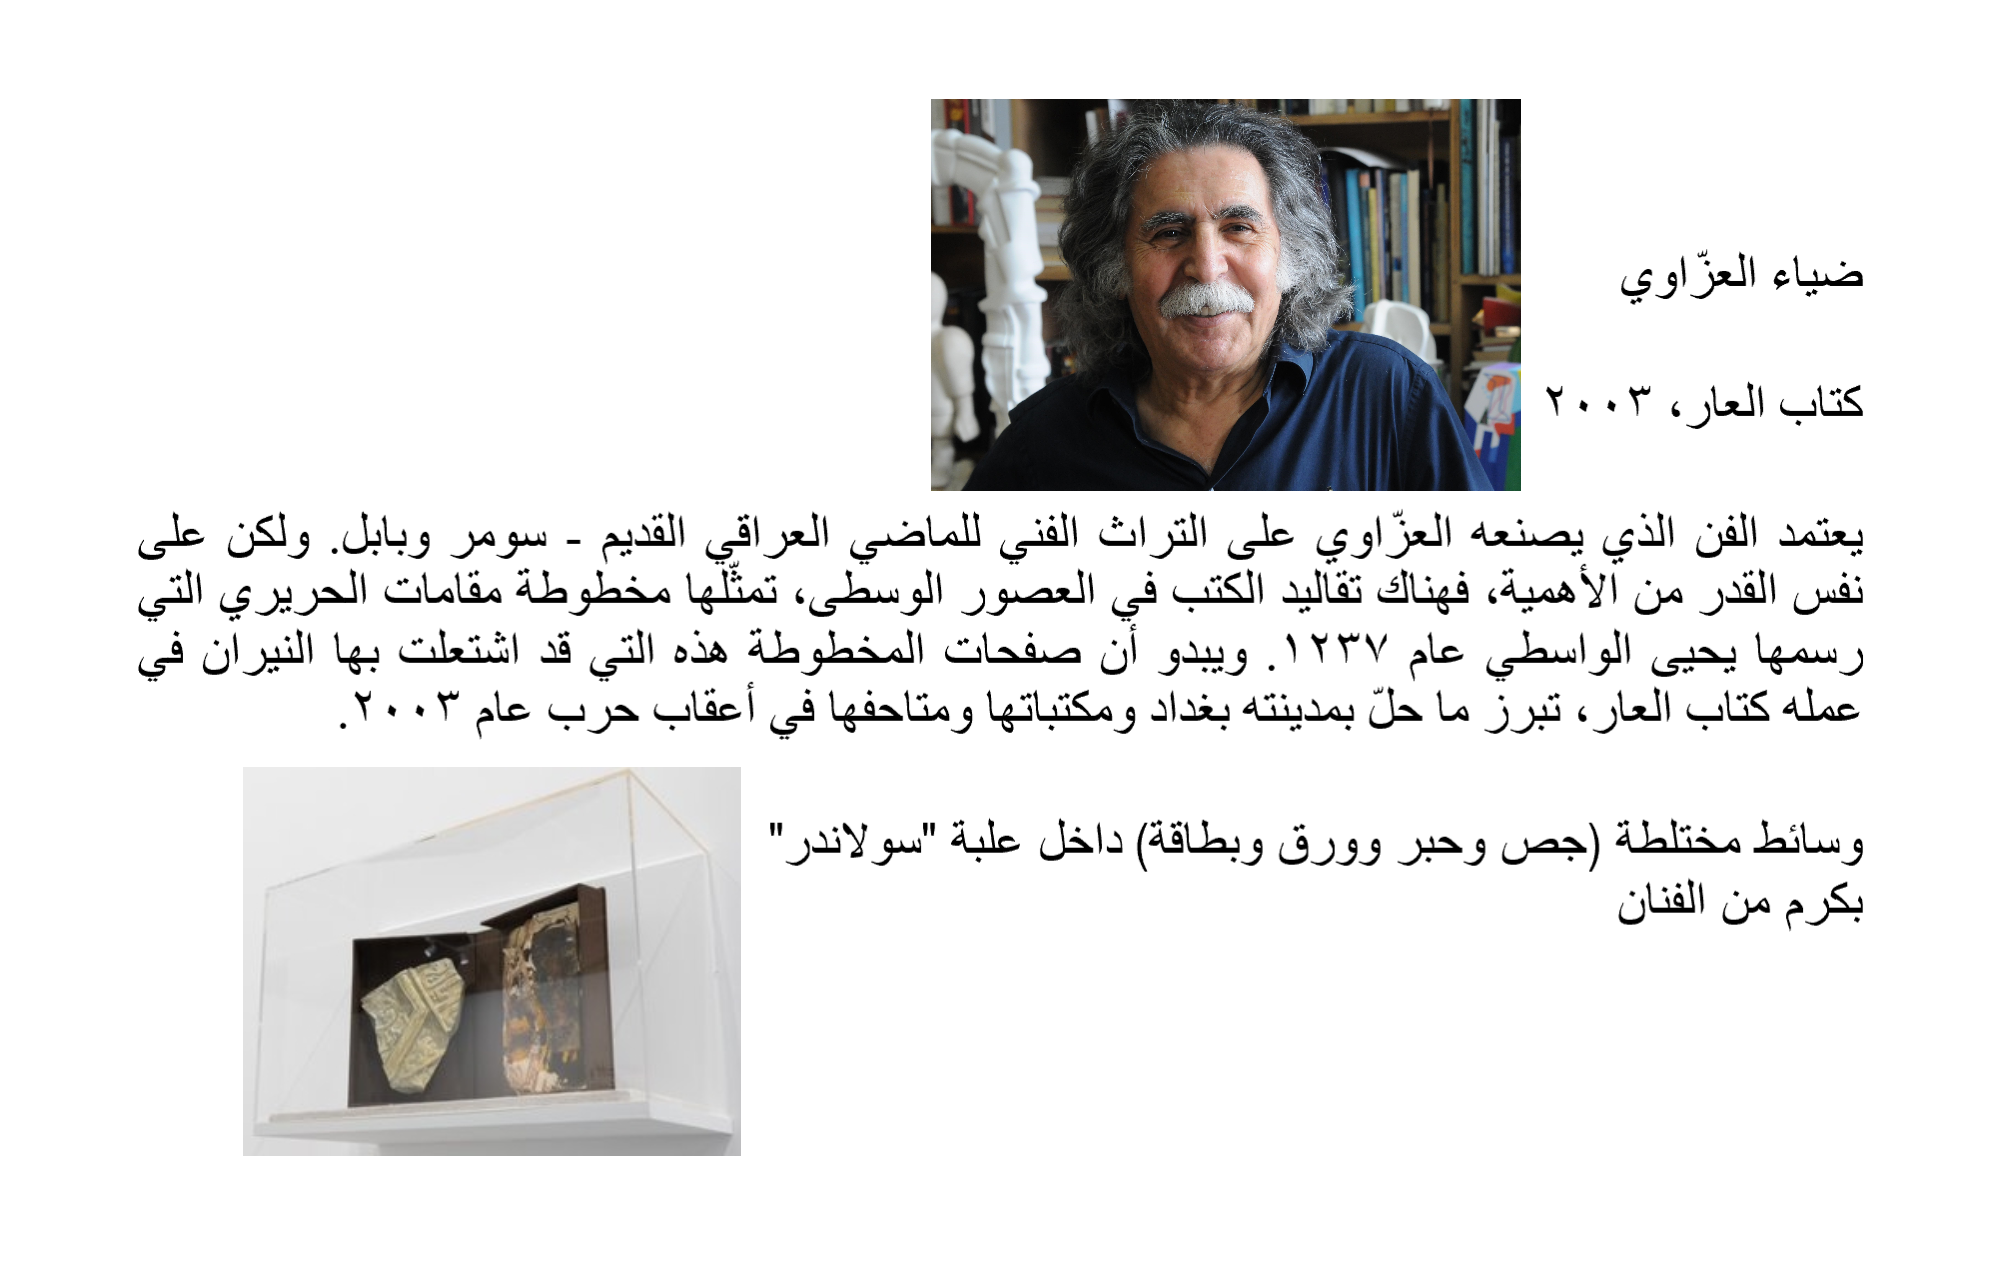 ضياء العزّاوي
كتاب العار، ٢٠٠٣
يعتمد الفن الذي يصنعه العزّاوي على التراث الفني للماضي العراقي القديم - سومر وبابل. ولكن على
نفس القدر من الأهمية، فهناك تقاليد الكتب في العصور الوسطى، تمثّلها مخطوطة مقامات الحريري التي
رسمها يحيى الواسطي عام ١٢٣٧. ويبدو أن صفحات المخطوطة هذه التي قد اشتعلت بها النيران في
عمله كتاب العار، تبرز ما حلّ بمدينته بغداد ومكتباتها ومتاحفها في أعقاب حرب عام ٢٠٠٣.
وسائط مختلطة (جص وحبر وورق وبطاقة) داخل علبة "سولاندر"
بكرم من الفنان